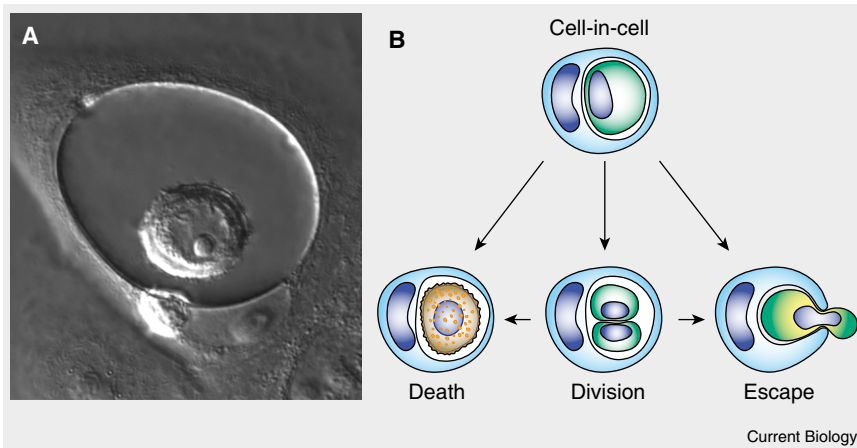 A
B
Cell-in-cell
Death
Division
Escape
Current Biology